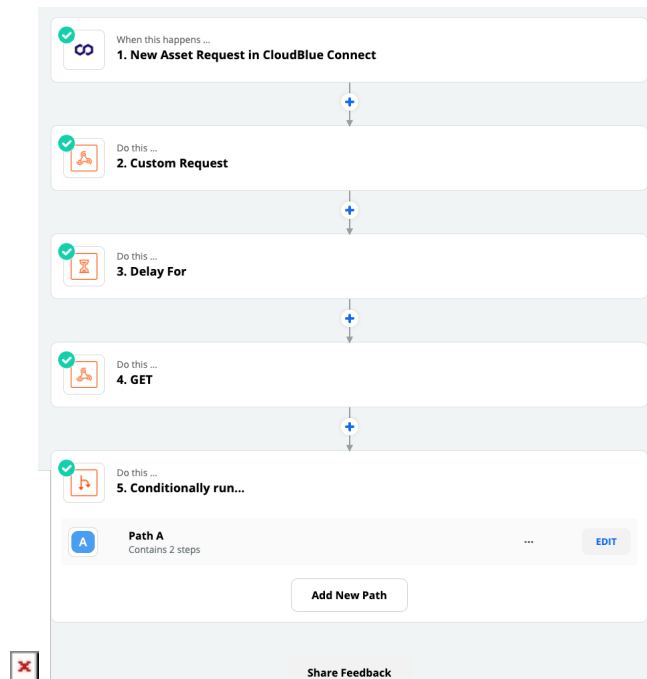 When this happens ...
1. New Asset Request in CloudBlue Connect
Do this ...
2. Custom Request
Do this ...
3. Delay For
Do this ...
4. GET
Do this ...
5. Conditionally run...
A
Path A
Contains 2 steps
...
EDIT
Add New Path
Share Feedback